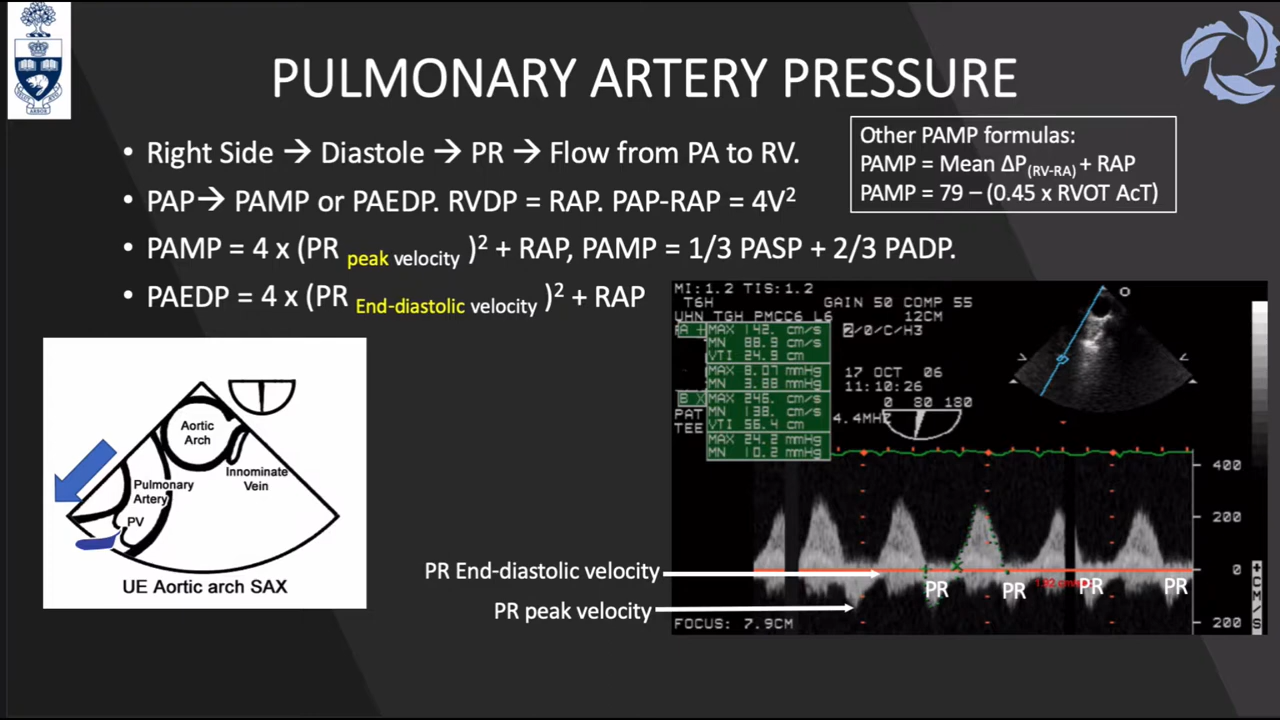 PULMONARY ARTERY PRESSURE
• Right Side → Diastole → PR → Flow from PA to RV.
• PAP→ PAMP or PAEDP. RVDP = RAP. PAP-RAP = 4V²
• PAMP = 4 x (PR peak velocity )² + RAP, PAMP = 1/3 PASP + 2/3 PADP.
• PAEDP = 4 x (PR End-diastolic velocity )² + RAP
Other PAMP formulas:
PAMP = Mean ΔP(RV-RA) + RAP
PAMP = 79 – (0.45 x RVOT AcT)
Aortic
Arch
Innominate
Vein
Pulmonary
Artery
PV
UE Aortic arch SAX
PR End-diastolic velocity
PR peak velocity
MI:1.2 TIS:1.2
T6H GAIN 50 COMP 55
UHN TGH PMCC6 L6 12CM
A MAX 142. cm/s 2/0/C/H3
MN 88.9 cm/s
VTI 24.9 cm
MAX 8.07 mmHg 17 OCT 06
MN 3.88 mmHg 11:10:26
B X MAX 246. cm/s 0 80 180
MN 138. cm/s
PAT 4.4MHZ
TEE VTI 56.4 cm
MAX 24.2 mmHg
MN 10.2 mmHg
400
200
0
PR PR PR PR
200
CM/S
FOCUS: 7.9CM